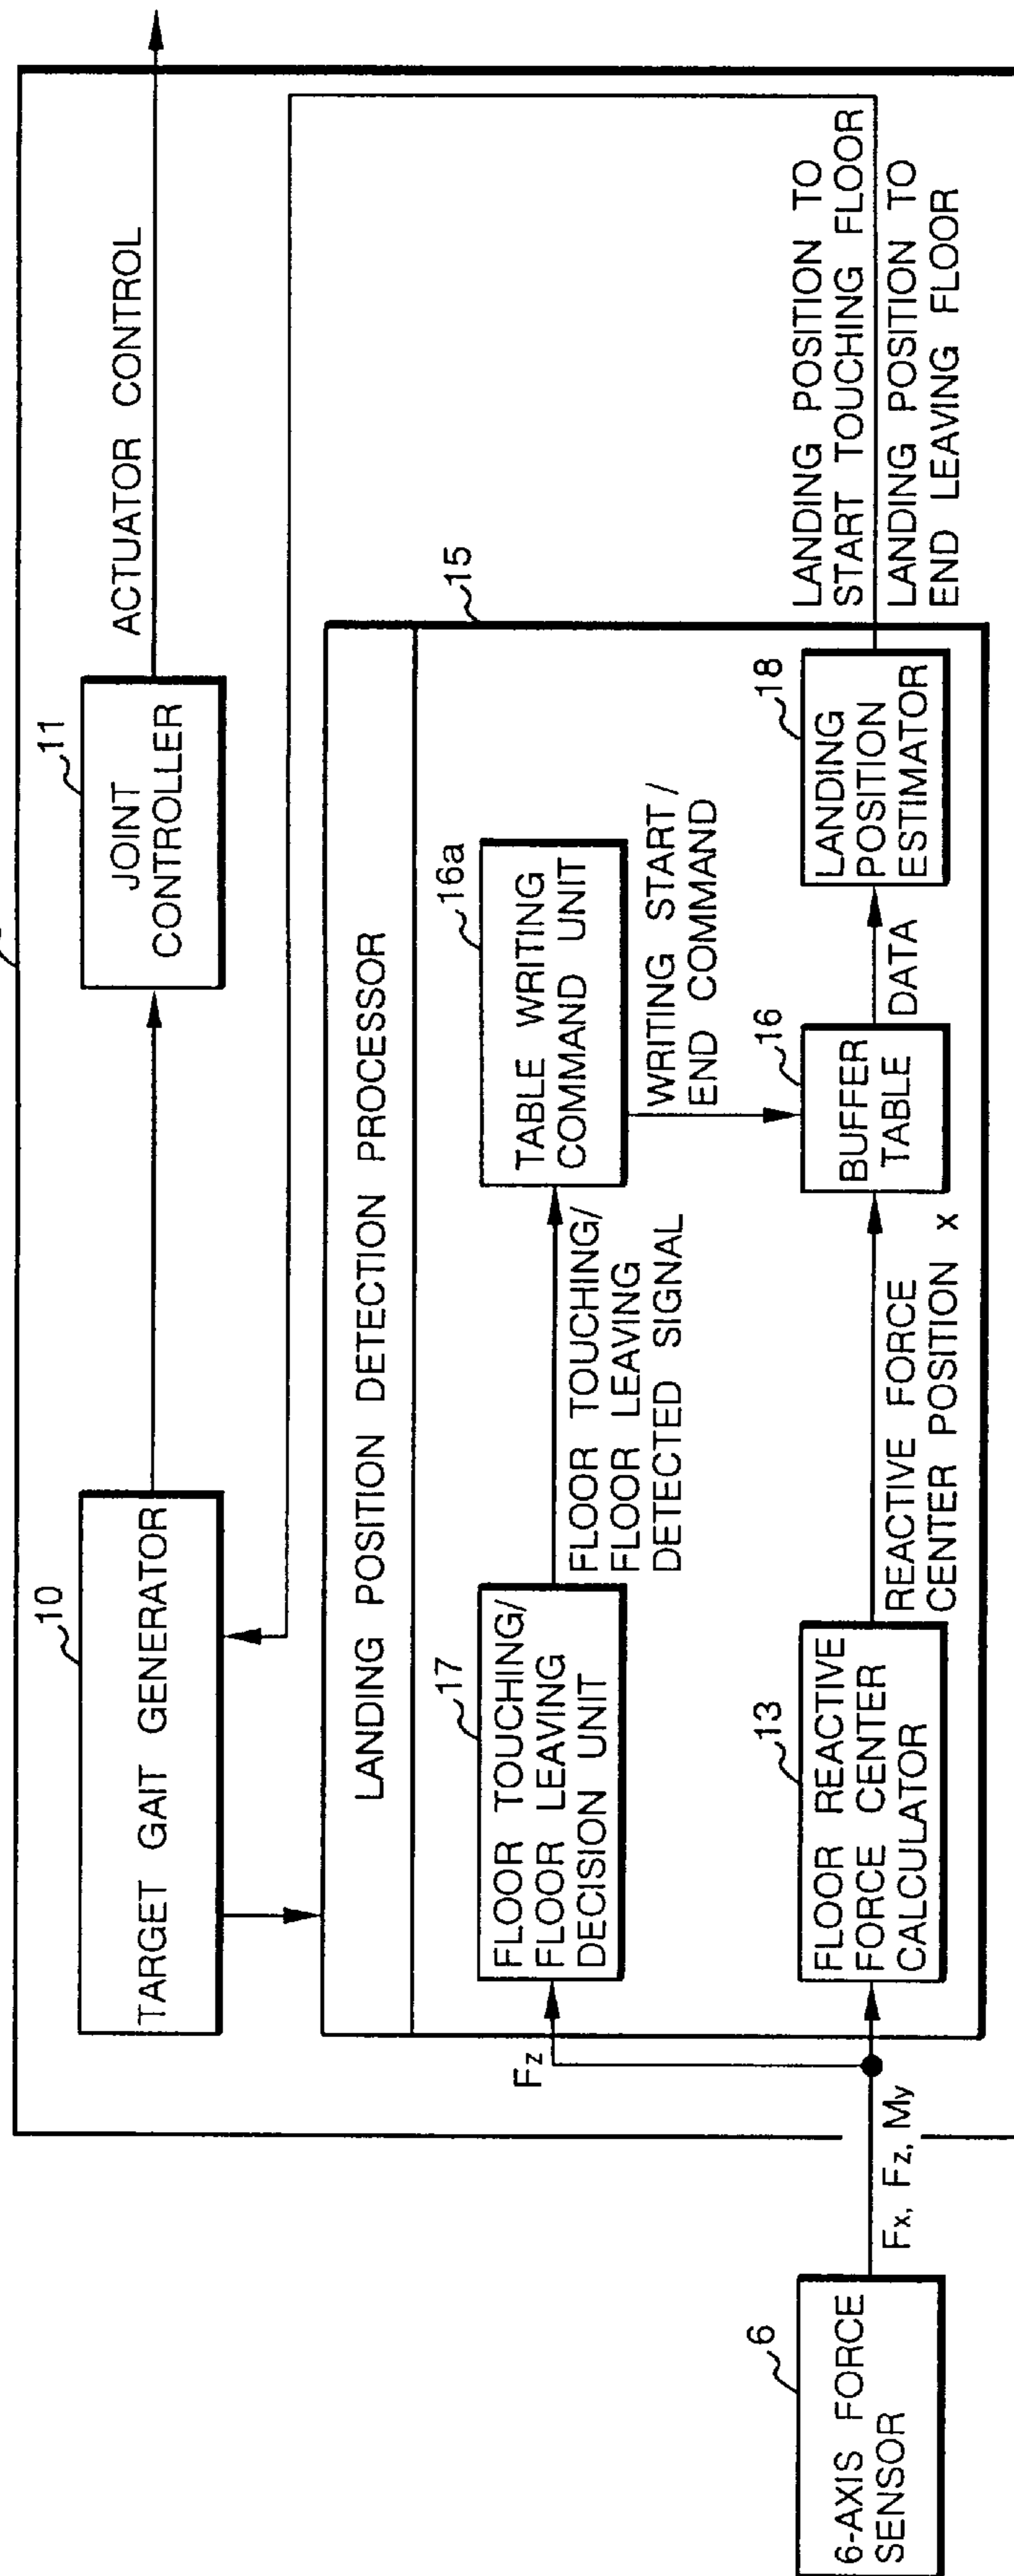 10
TARGET GAIT GENERATOR
11
JOINT
CONTROLLER
ACTUATOR CONTROL
15
LANDING POSITION DETECTION PROCESSOR
17
FLOOR TOUCHING/
FLOOR LEAVING
DECISION UNIT
FLOOR TOUCHING/
FLOOR LEAVING
DETECTED SIGNAL
16a
TABLE WRITING
COMMAND UNIT
WRITING START /
END COMMAND
Fz
6
6-AXIS FORCE
SENSOR
Fx, Fz, My
13
FLOOR REACTIVE
FORCE CENTER
CALCULATOR
REACTIVE FORCE
CENTER POSITION x
16
BUFFER
TABLE
DATA
18
LANDING
POSITION
ESTIMATOR
LANDING POSITION TO
START TOUCHING FLOOR
LANDING POSITION TO
END LEAVING FLOOR